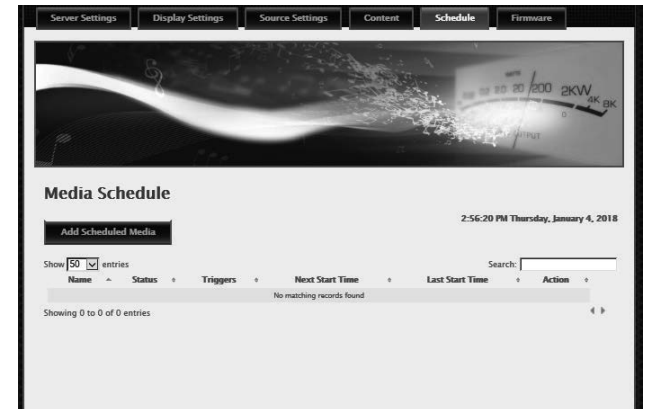 Server Settings Display Settings Source Settings Content Schedule Firmware
200 2KW
4K 8K
Media Schedule
2:56:20 PM Thursday, January 4, 2018
Add Scheduled Media
Show 50 entries
Search:
Name Status Triggers Next Start Time Last Start Time Action
No matching records found
Showing 0 to 0 of 0 entries